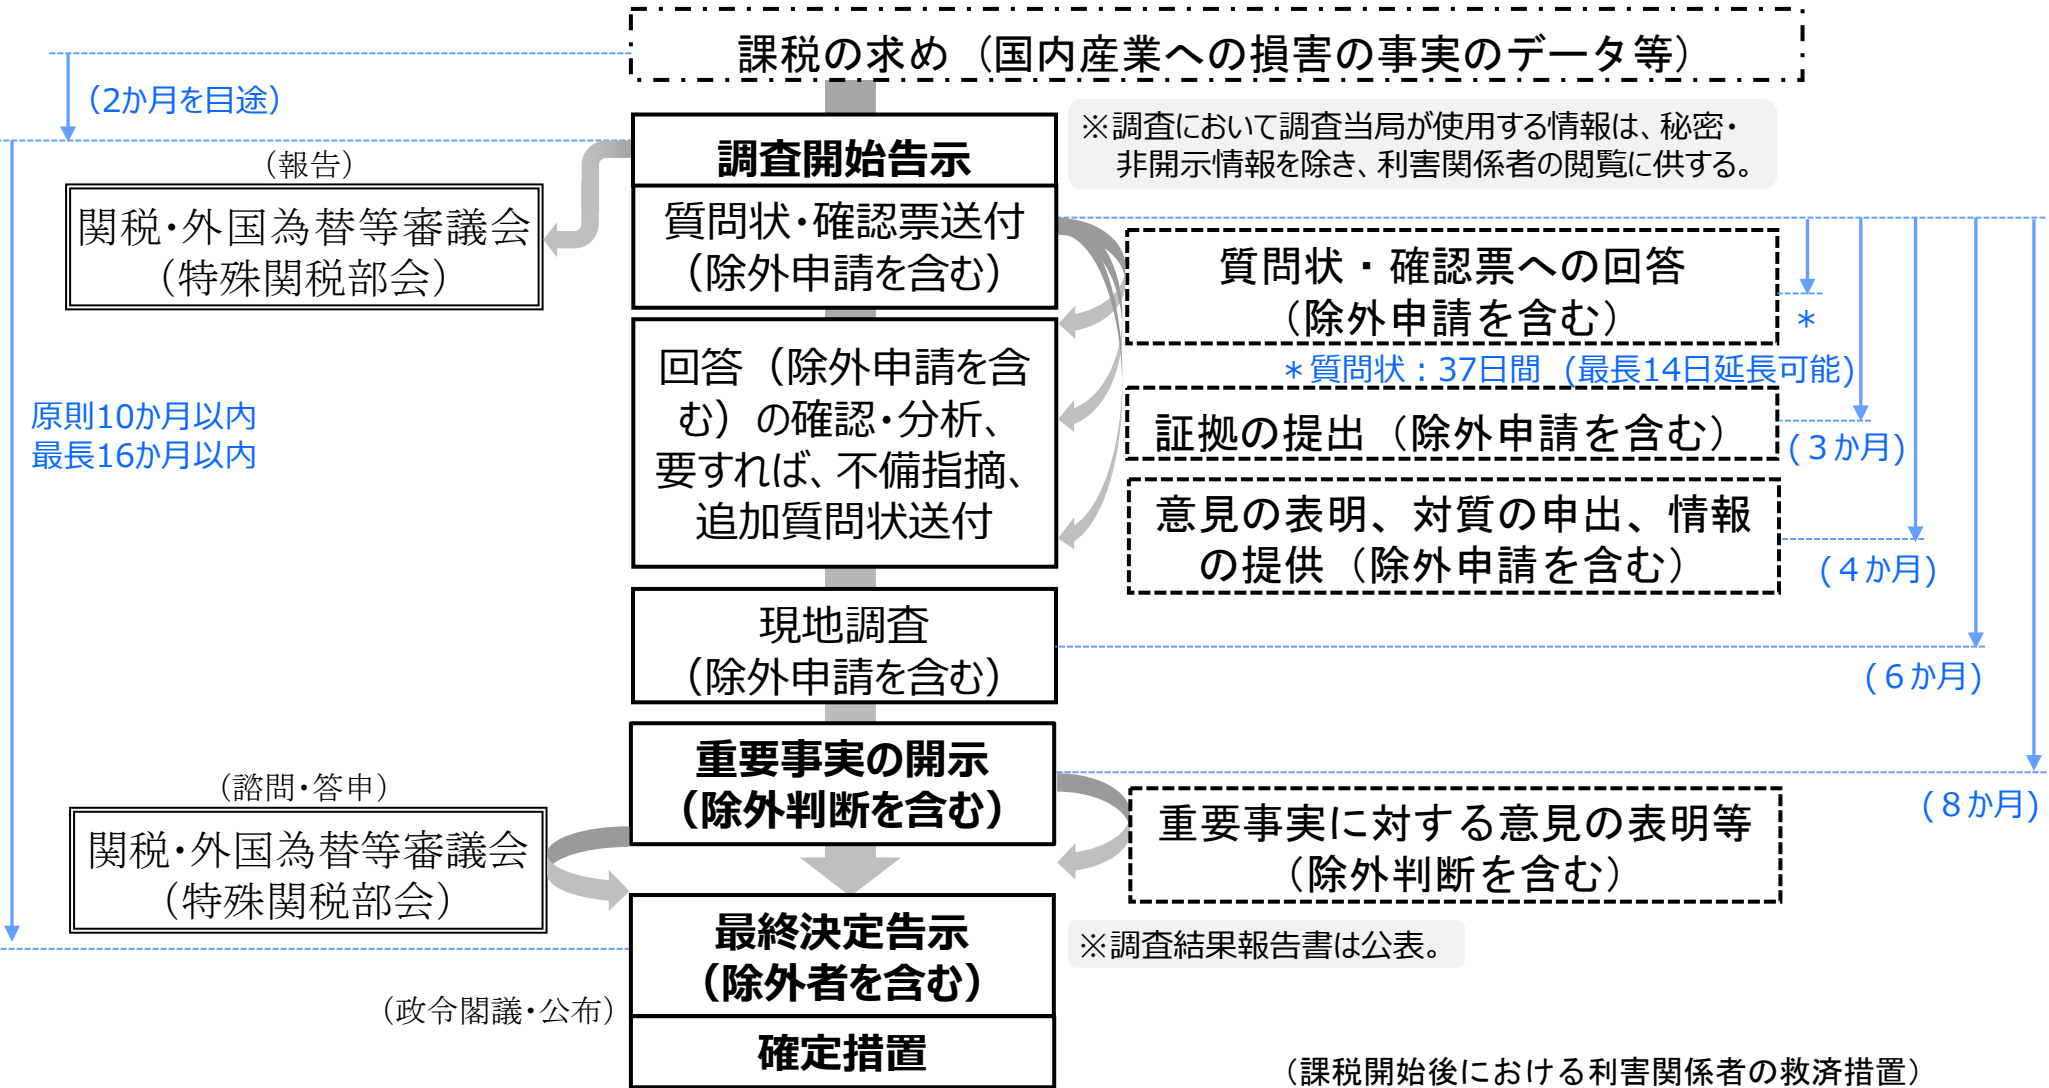 課税の求め（国内産業への損害の事実のデータ等）
（2か月を目途）
調査開始告示
※調査において調査当局が使用する情報は、秘密・
非開示情報を除き、利害関係者の閲覧に供する。
（報告）
関税・外国為替等審議会
（特殊関税部会）
質問状・確認票送付
（除外申請を含む）
質問状・確認票への回答
（除外申請を含む）
＊
＊質問状：37日間（最長14日延長可能）
回答（除外申請を含
む）の確認・分析、
要すれば、不備指摘、
追加質問状送付
原則10か月以内
最長16か月以内
証拠の提出（除外申請を含む）
(３か月)
意見の表明、対質の申出、情報
の提供（除外申請を含む）
(４か月)
現地調査
（除外申請を含む）
(６か月)
重要事実の開示
（除外判断を含む）
(８か月)
（諮問・答申）
関税・外国為替等審議会
（特殊関税部会）
重要事実に対する意見の表明等
（除外判断を含む）
最終決定告示
（除外者を含む）
※調査結果報告書は公表。
（政令閣議・公布）
確定措置
（課税開始後における利害関係者の救済措置）